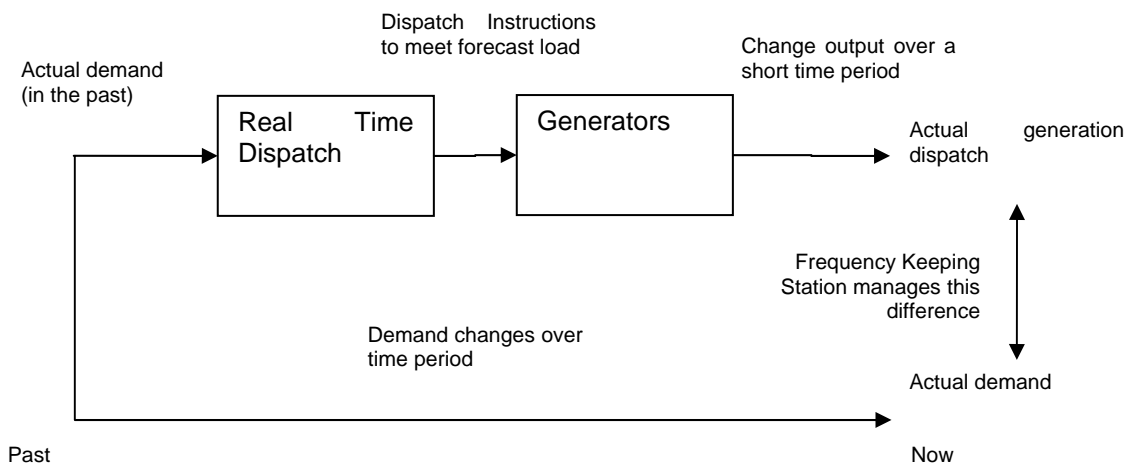 Dispatch Instructions
to meet forecast load
Change output over a
short time period
Actual demand
(in the past)
Real Time
Dispatch
Generators
Actual generation
dispatch
Frequency Keeping
Station manages this
difference
Demand changes over
time period
Actual demand
Past
Now